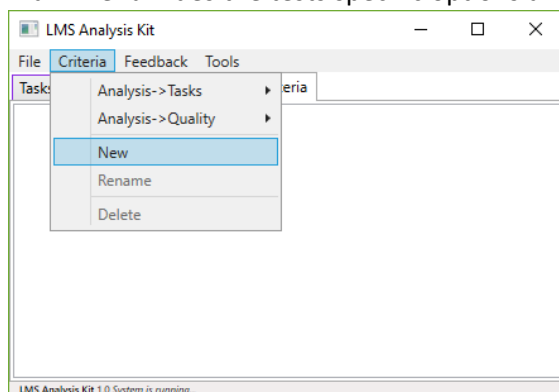 LMS Analysis Kit
File Criteria Feedback Tools
Tasks eria
Analysis->Tasks
Analysis->Quality
New
Rename
Delete
LMS Analysis Kit 1.0 System is running...